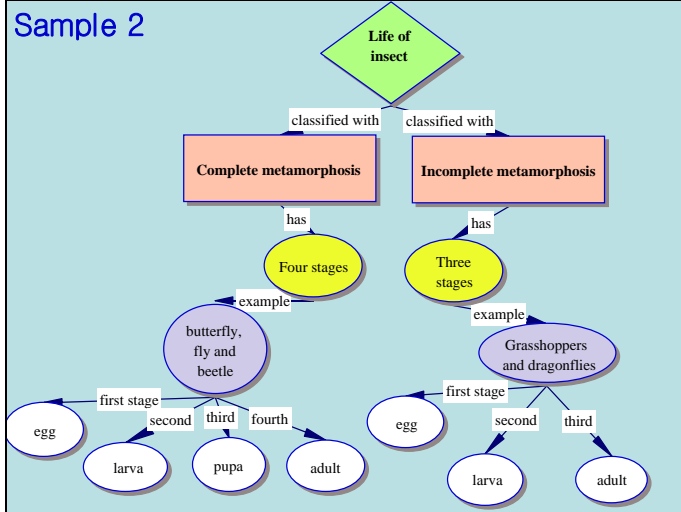 Sample 2
Life of
insect
classified with
classified with
Complete metamorphosis
Incomplete metamorphosis
has
has
Four stages
Three
stages
example
example
butterfly,
fly and
beetle
Grasshoppers
and dragonflies
first stage
second
third
fourth
first stage
second
third
egg
larva
pupa
adult
egg
larva
adult